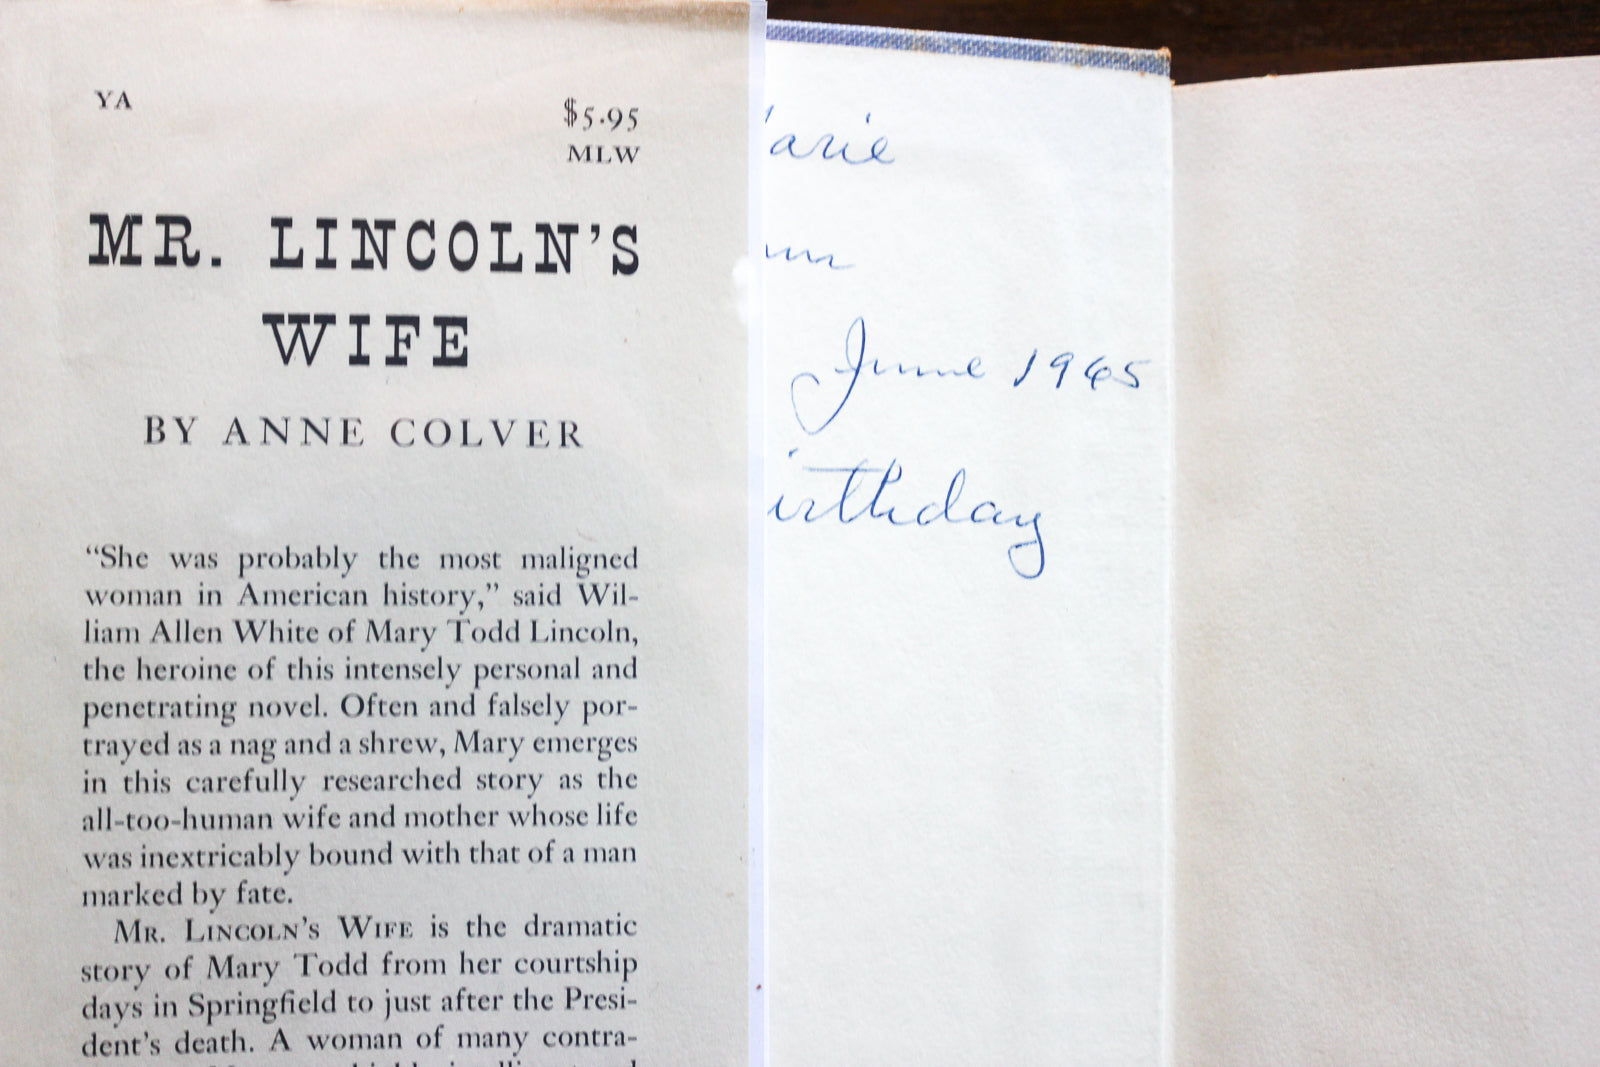 YA
$5.95
MLW
MR. LINCOLN'S
WIFE
BY ANNE COLVER
“She was probably the most maligned
woman in American history,” said Wil-
liam Allen White of Mary Todd Lincoln,
the heroine of this intensely personal and
penetrating novel. Often and falsely por-
trayed as a nag and a shrew, Mary emerges
in this carefully researched story as the
all-too-human wife and mother whose life
was inextricably bound with that of a man
marked by fate.
MR. LINCOLN'S WIFE is the dramatic
story of Mary Todd from her courtship
days in Springfield to just after the Presi-
dent's death. A woman of many contra-
arie
June 1965
irthday